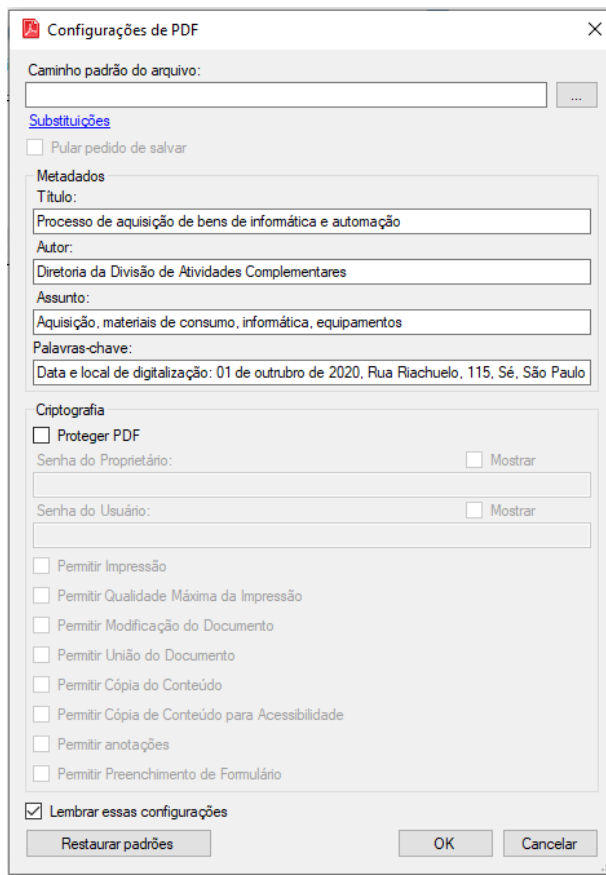 Configurações de PDF
Caminho padrão do arquivo:
...
Substituições
Pular pedido de salvar
Metadados
Título:
Processo de aquisição de bens de informática e automação
Autor:
Diretoria da Divisão de Atividades Complementares
Assunto:
Aquisição, materiais de consumo, informática, equipamentos
Palavras-chave:
Data e local de digitalização: 01 de outrubro de 2020, Rua Riachuelo, 115, Sé, São Paulo
Criptografia
Proteger PDF
Senha do Proprietário: Mostrar
Senha do Usuário: Mostrar
Permitir Impressão
Permitir Qualidade Máxima da Impressão
Permitir Modificação do Documento
Permitir União do Documento
Permitir Cópia do Conteúdo
Permitir Cópia de Conteúdo para Acessibilidade
Permitir anotações
Permitir Preenchimento de Formulário
Lembrar essas configurações
Restaurar padrões OK Cancelar